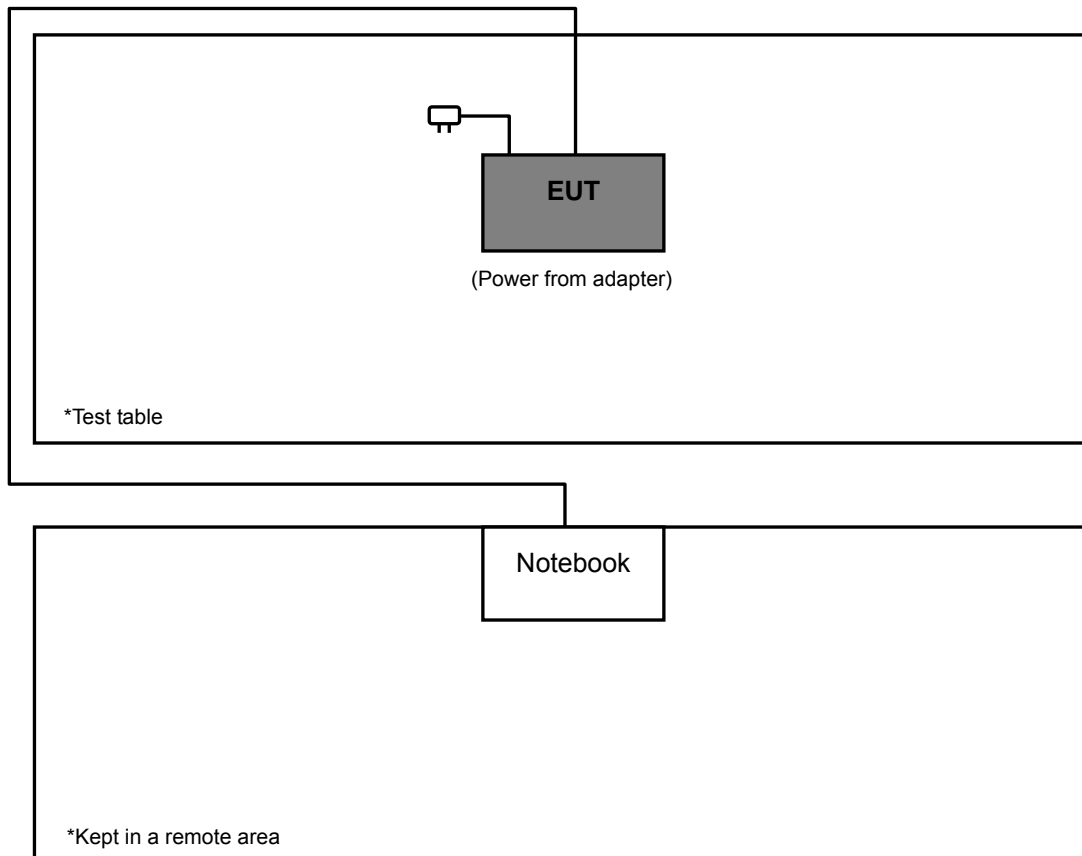 EUT
(Power from adapter)
*Test table
Notebook
*Kept in a remote area